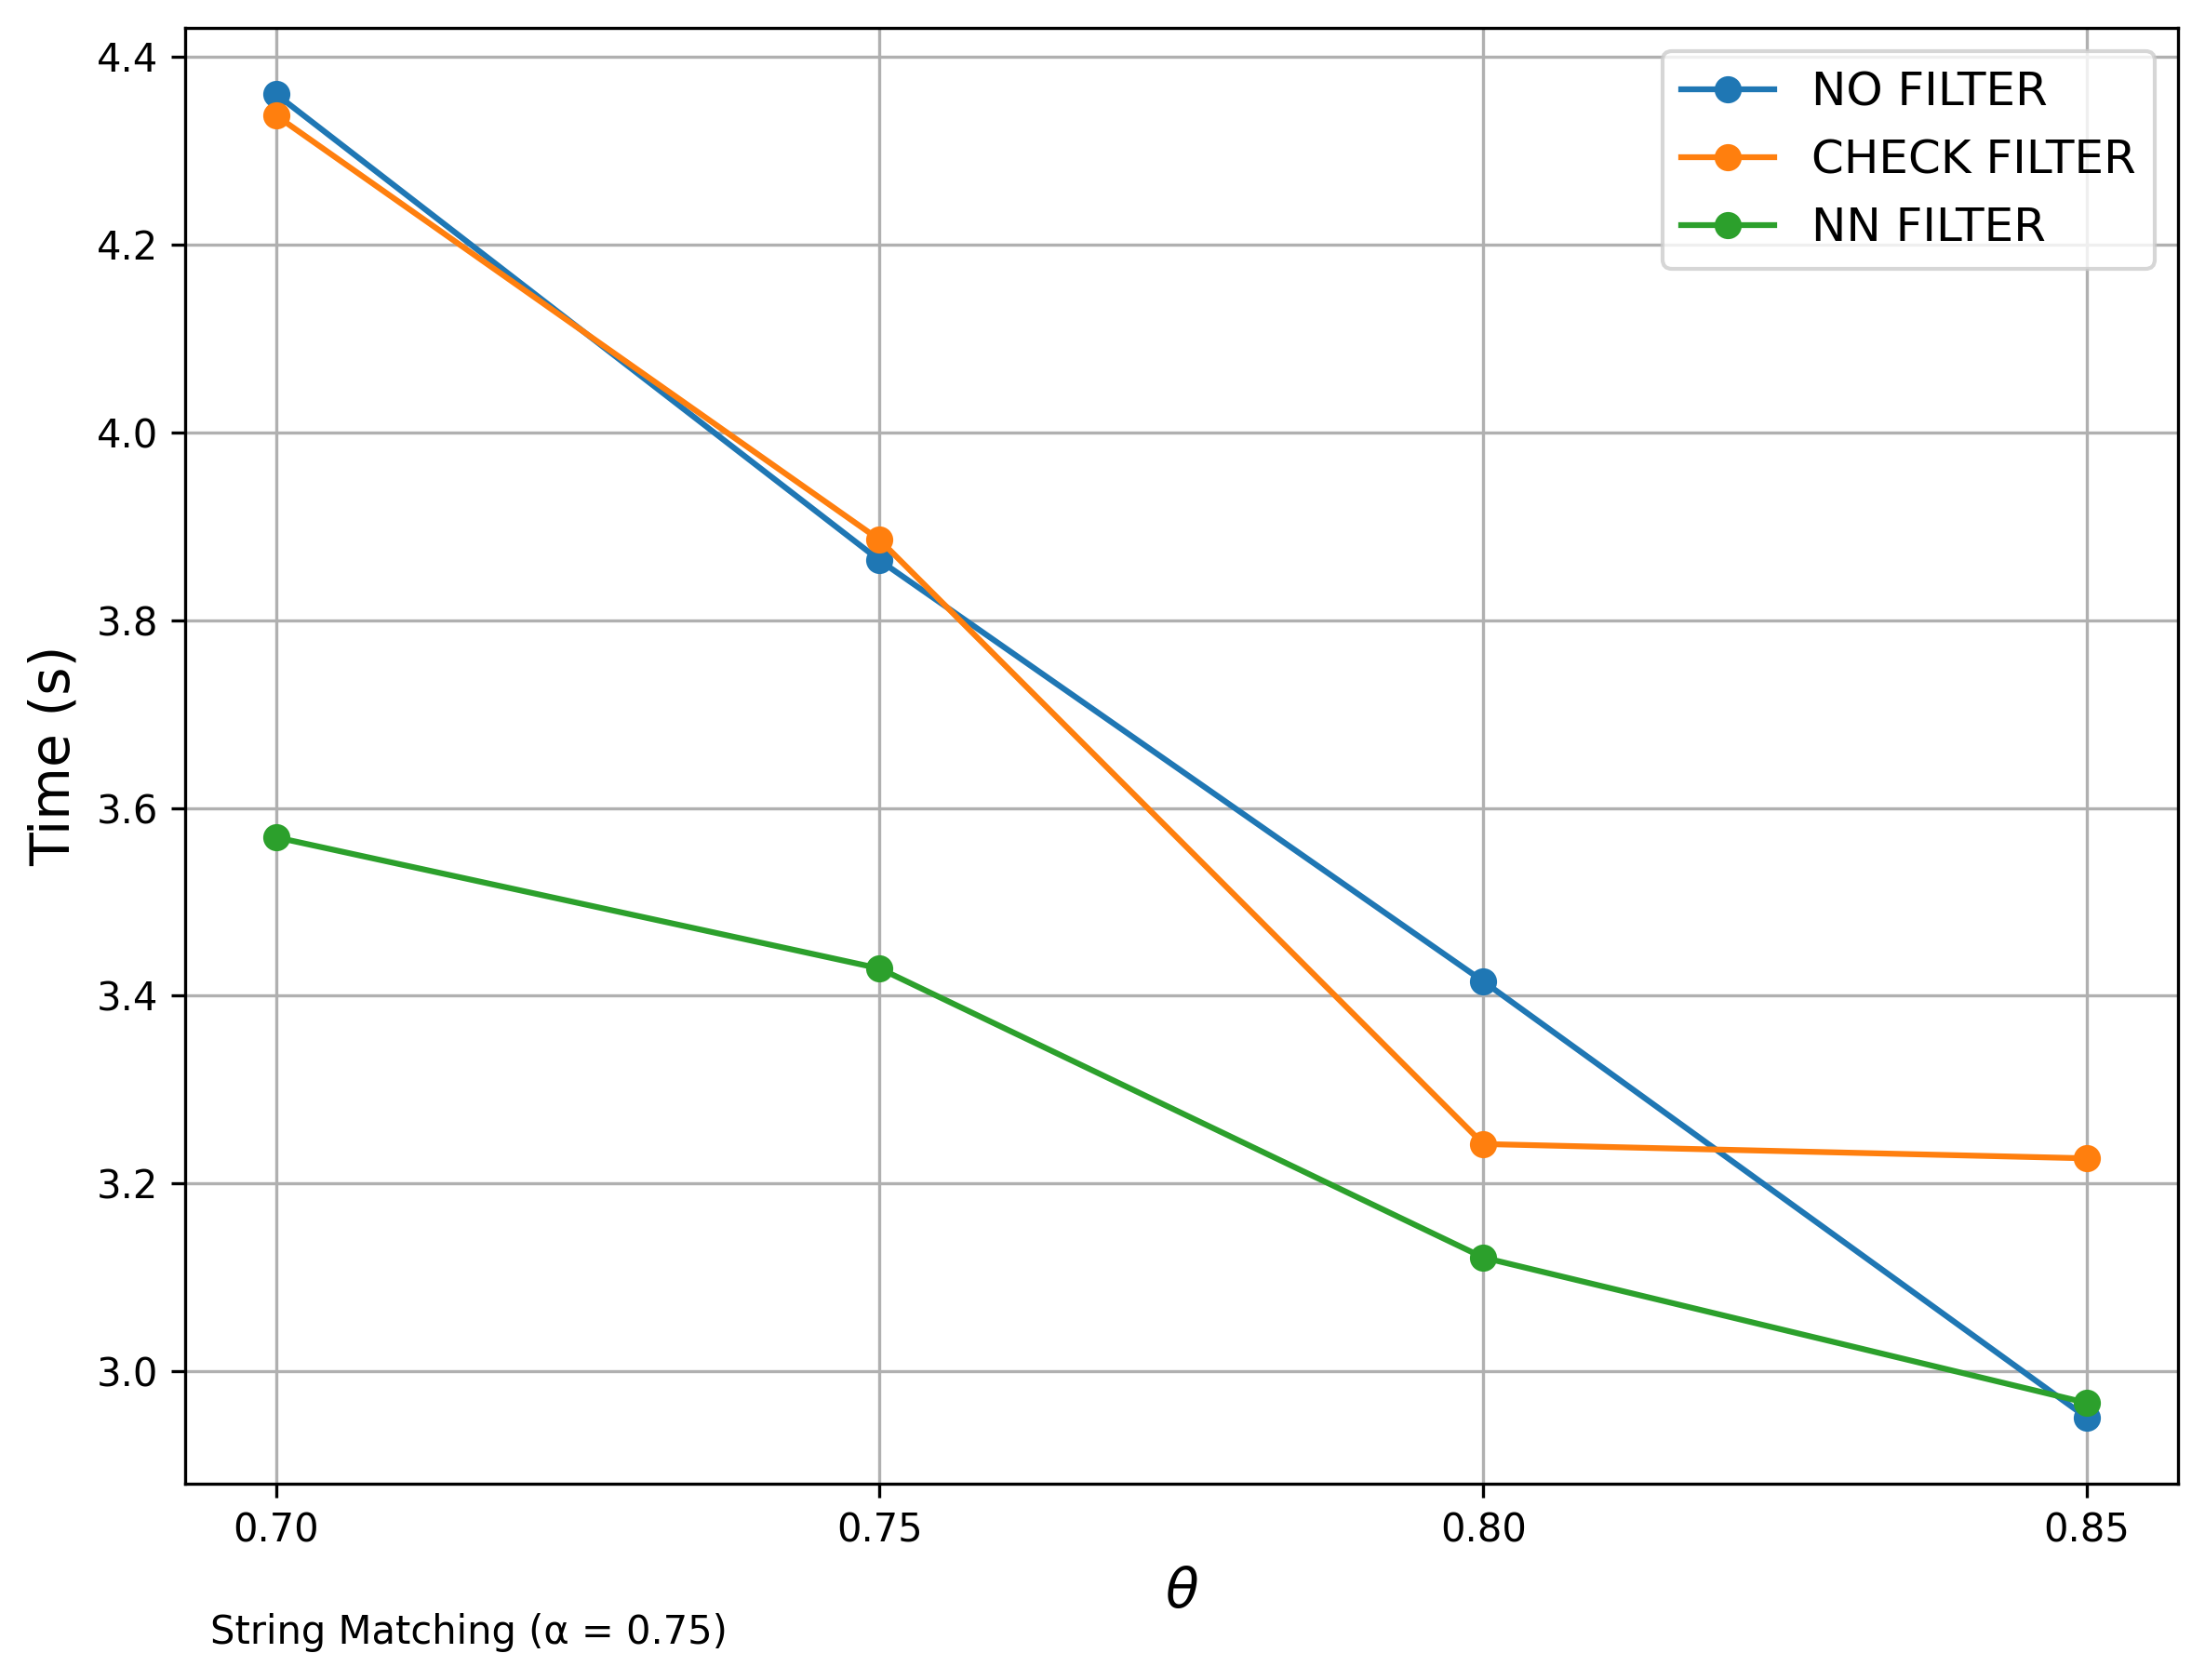 4.4
4.2
4.0
3.8
3.6
3.4
3.2
3.0
Time (s)
NO FILTER
CHECK FILTER
NN FILTER
0.70 0.75 0.80 0.85
θ
String Matching (α = 0.75)